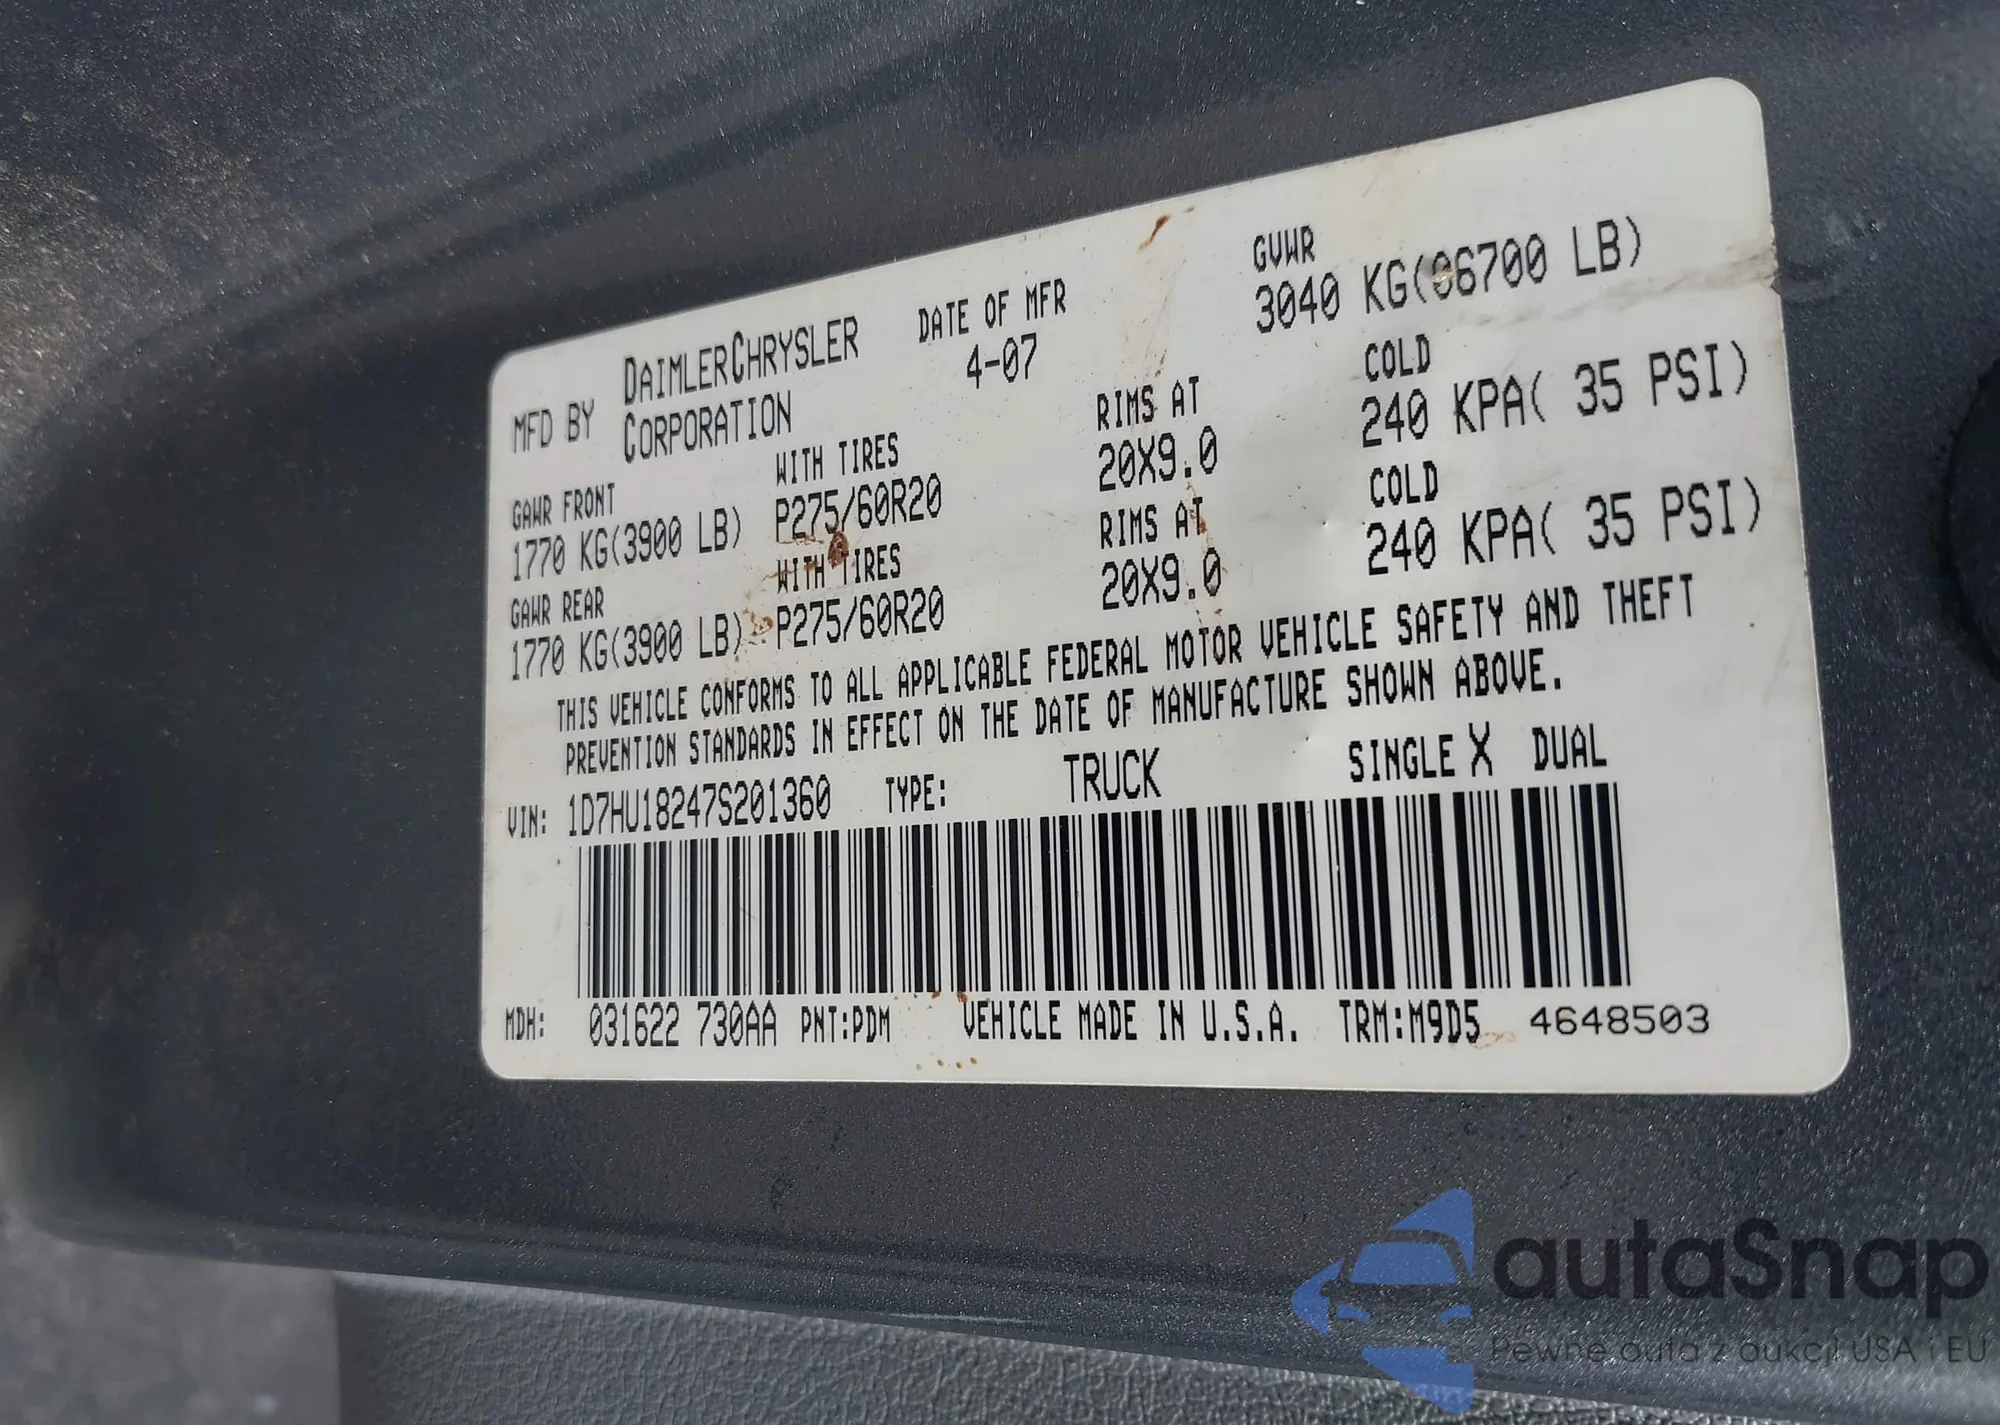 MFD BY DAIMLERCHRYSLER CORPORATION
DATE OF MFR
4-07
GVWR
3040 KG(06700 LB)
GAWR FRONT WITH TIRES RIMS AT COLD
1770 KG(3900 LB) P275/60R20 20X9.0 240 KPA( 35 PSI)
GAWR REAR WITH TIRES RIMS AT COLD
1770 KG(3900 LB) P275/60R20 20X9.0 240 KPA( 35 PSI)
THIS VEHICLE CONFORMS TO ALL APPLICABLE FEDERAL MOTOR VEHICLE SAFETY AND THEFT
PREVENTION STANDARDS IN EFFECT ON THE DATE OF MANUFACTURE SHOWN ABOVE.
VIN: 1D7HU18247S201360 TYPE: TRUCK SINGLE X DUAL
MDH: 031622 730AA PNT:PDM VEHICLE MADE IN U.S.A. TRM:M9D5 4648503
autaSnap
Pewne auta z aukcji USA i EU